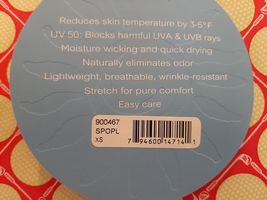 Reduces skin temperature by 3-5°F
UV 50: Blocks harmful UVA & UVB rays
Moisture wicking and quick drying
Naturally eliminates odor
Lightweight, breathable, wrinkle-resistant
Stretch for pure comfort
Easy care
900467
SPOPL
XS
7 94600 14714 1